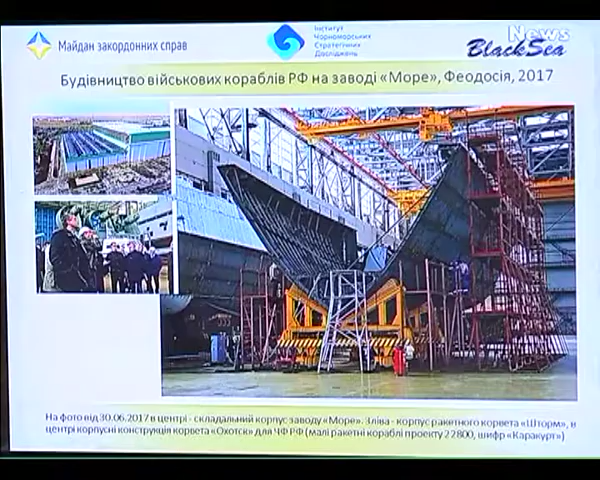 Майдан закордонних справ
Інститут
Чорноморських
Стратегічних
Досліджень
News
BlackSea
Будівництво військових кораблів РФ на заводі «Море», Феодосія, 2017
На фото від 30.06.2017 в центрі - складальний корпус заводу «Море». Зліва - корпус ракетного корвета «Шторм», в
центрі корпусні конструкція корвета «Охотск» для ЧФ РФ (малі ракетні кораблі проекту 22800, шифр «Каракурт»)